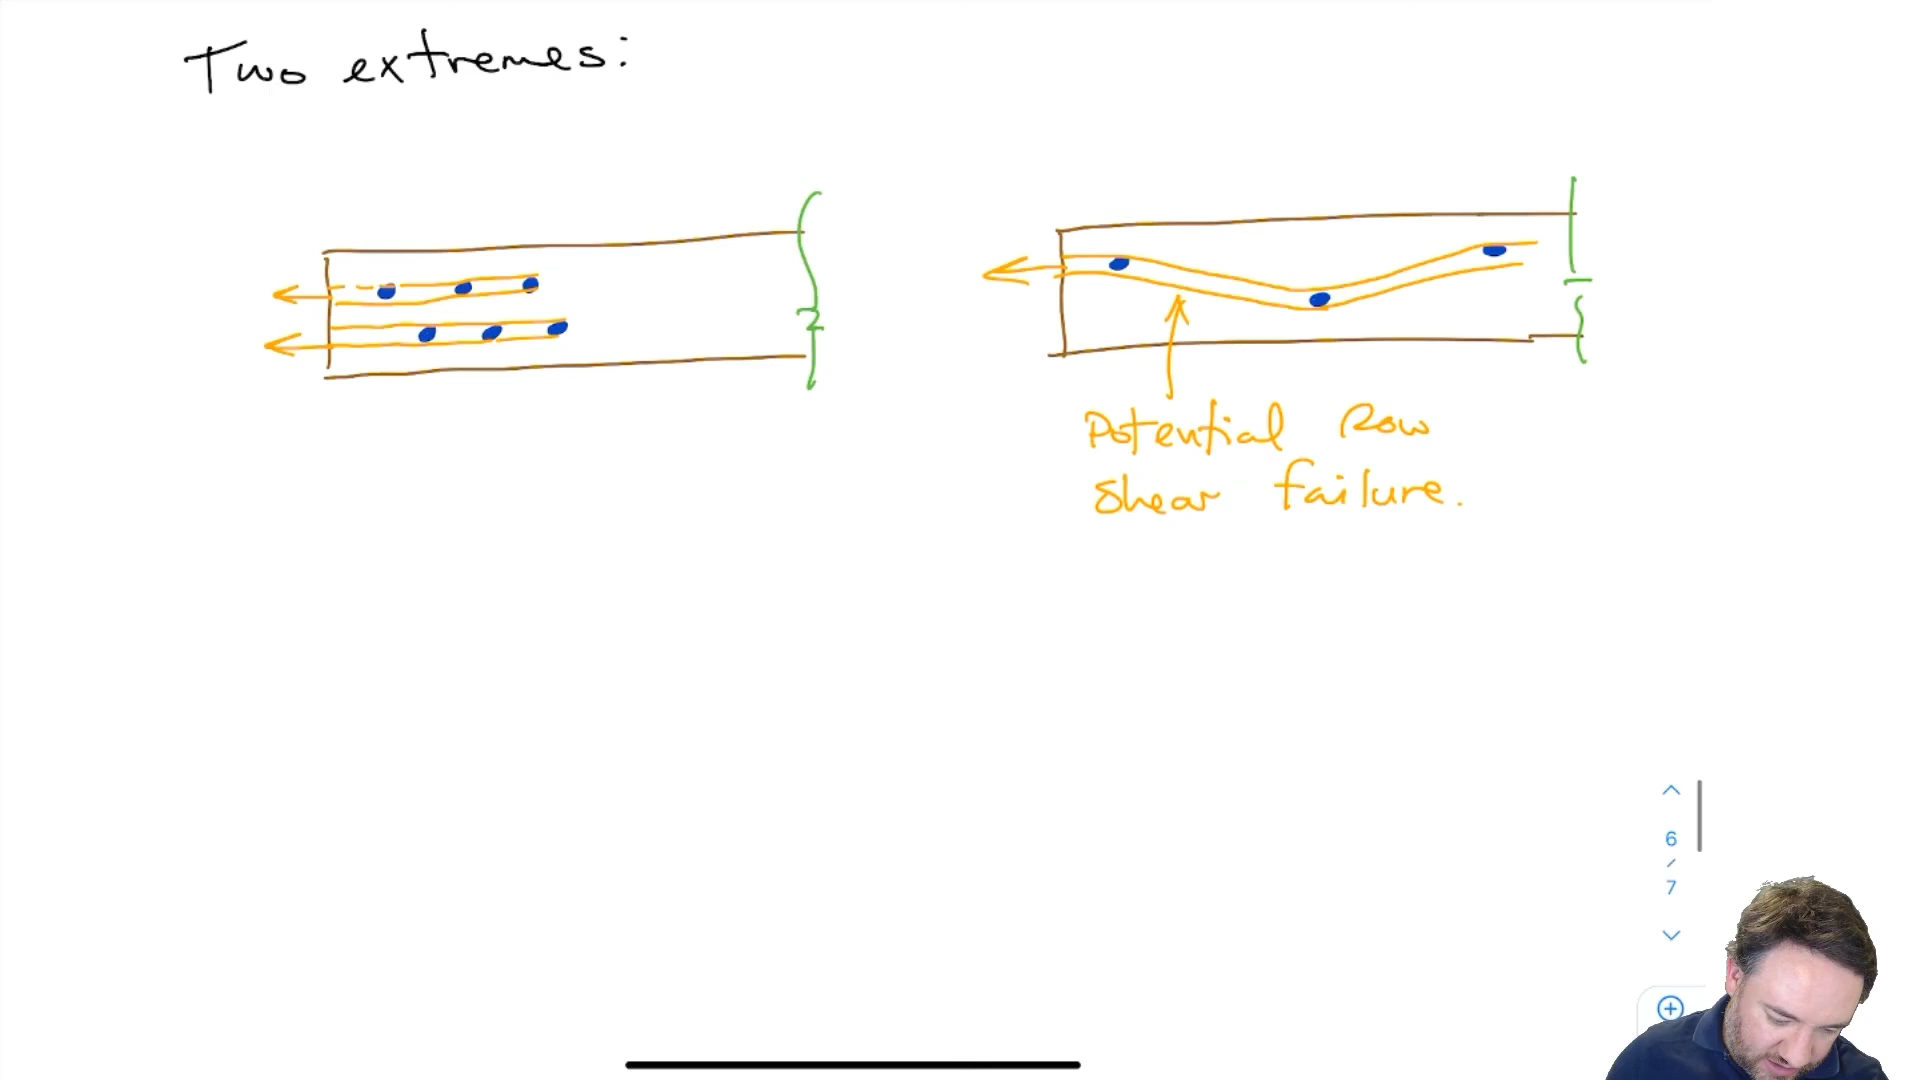 Two extremes:
Potential Row
Shear failure.
6
/
7